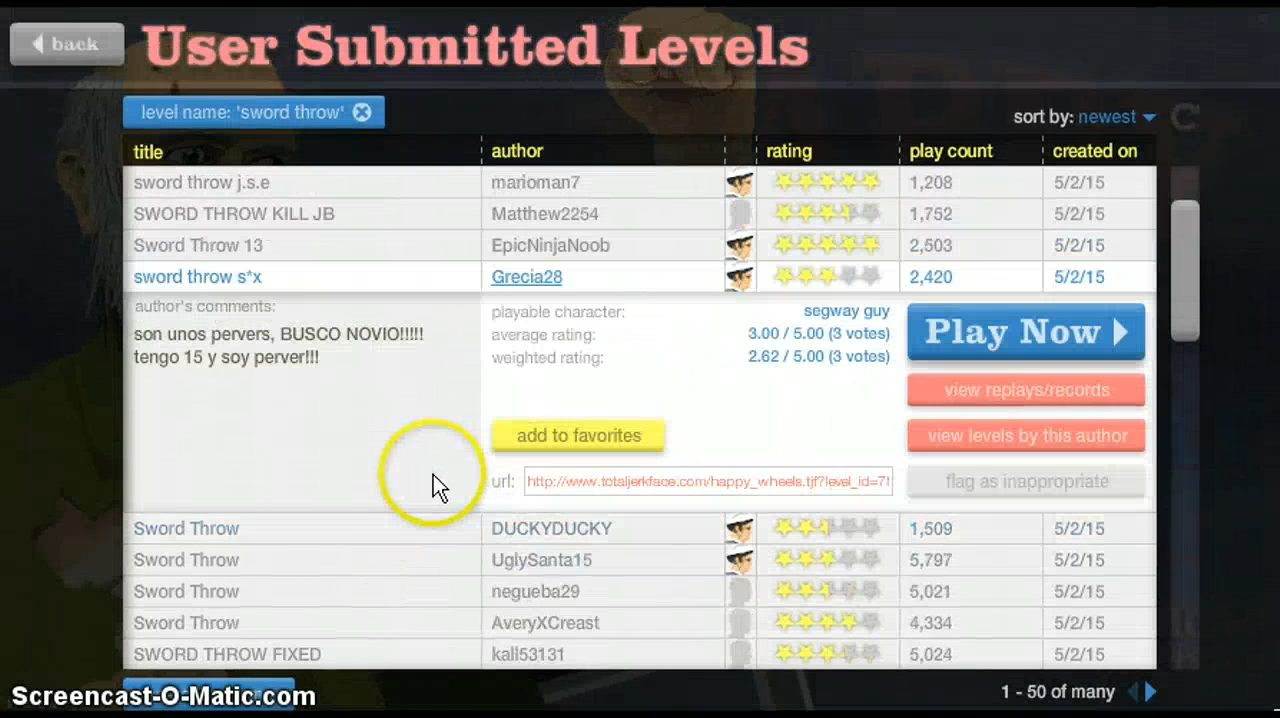 back
User Submitted Levels
level name: 'sword throw'
sort by: newest
title author rating play count created on
sword throw j.s.e marioman7 1,208 5/2/15
SWORD THROW KILL JB Matthew2254 1,752 5/2/15
Sword Throw 13 EpicNinjaNoob 2,503 5/2/15
sword throw s*x Grecia28 2,420 5/2/15
author's comments:
son unos pervers, BUSCO NOVIO!!!!!
tengo 15 y soy perver!!!
playable character: segway guy
average rating: 3.00 / 5.00 (3 votes)
weighted rating: 2.62 / 5.00 (3 votes)
add to favorites
url: http://www.totaljerkface.com/happy_wheels.tjf?level_id=7
Play Now
view replays/records
view levels by this author
flag as inappropriate
Sword Throw DUCKYDUCKY 1,509 5/2/15
Sword Throw UglySanta15 5,797 5/2/15
Sword Throw negueba29 5,021 5/2/15
Sword Throw AveryXCreast 4,334 5/2/15
SWORD THROW FIXED kall53131 5,024 5/2/15
Screencast-O-Matic.com
1 - 50 of many